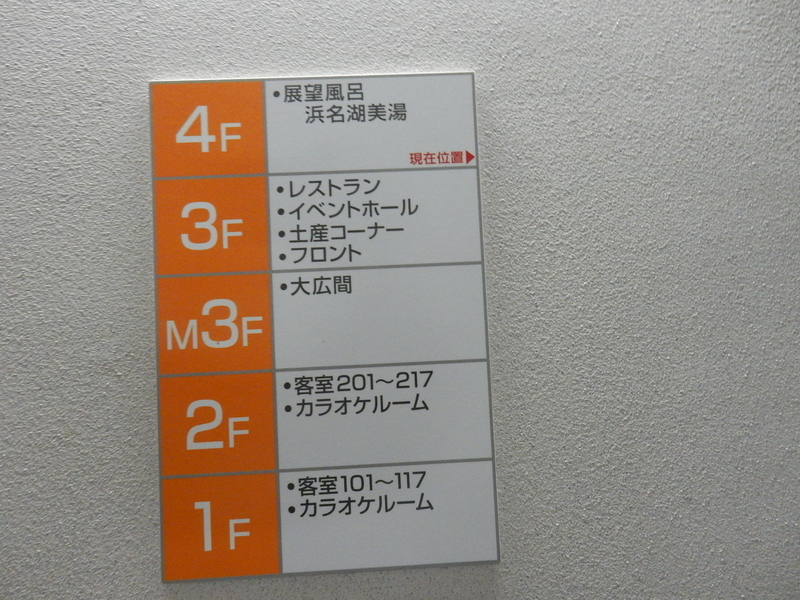 4F
・展望風呂
浜名湖美湯
現在位置▶
3F
・レストラン
・イベントホール
・土産コーナー
・フロント
M3F
・大広間
2F
・客室201〜217
・カラオケルーム
1F
・客室101〜117
・カラオケルーム